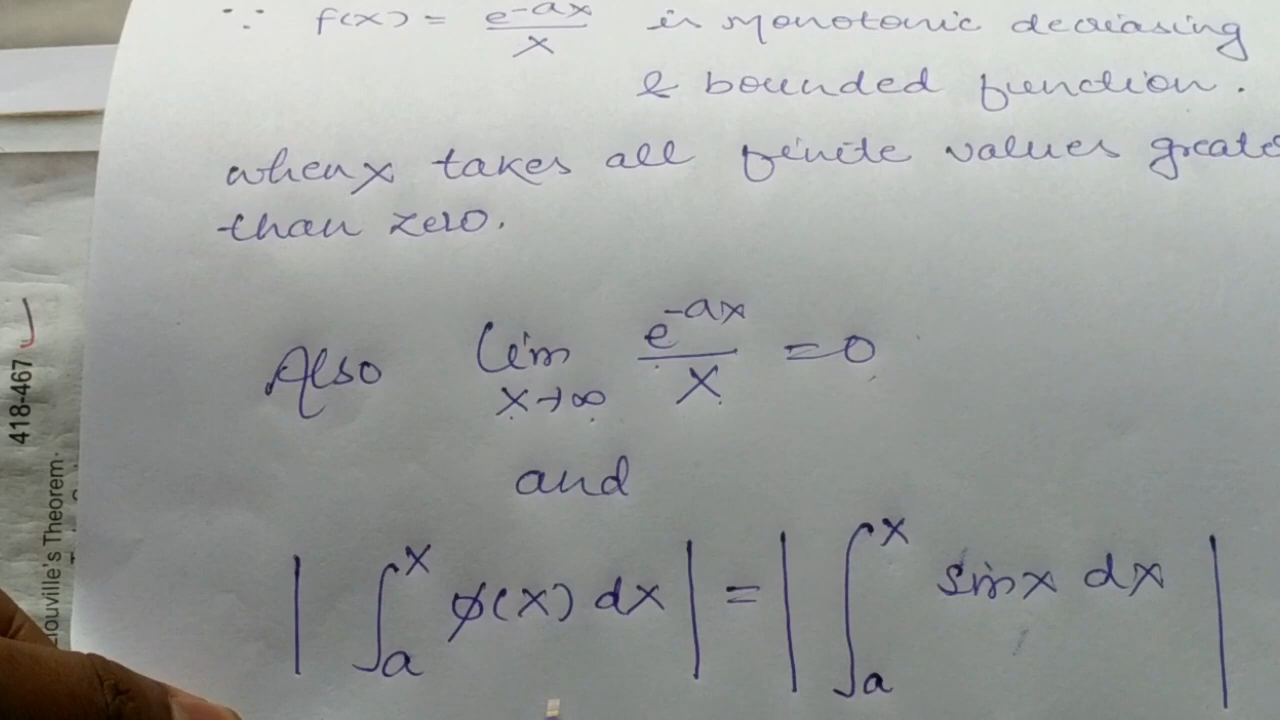 ∵ f(x) = e^{-ax}/x is monotonic decreasing
& bounded function.
when x takes all finite values greate
than zero.
Also lim_{x→∞} e^{-ax}/x = 0
and
|∫_a^x φ(x) dx| = |∫_a^x sin x dx|
418-467
Liouville's Theorem.